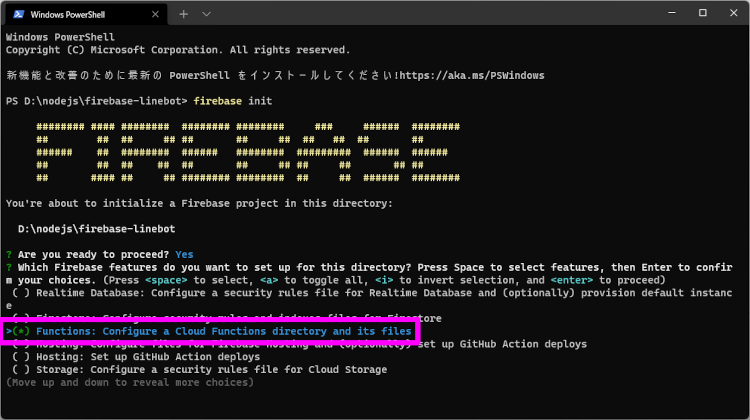 Windows PowerShell
Windows PowerShell
Copyright (C) Microsoft Corporation. All rights reserved.
新機能と改善のために最新の PowerShell をインストールしてください!https://aka.ms/PSWindows
PS D:\nodejs\firebase-linebot> firebase init
FIREBASE
You're about to initialize a Firebase project in this directory:
D:\nodejs\firebase-linebot
? Are you ready to proceed? Yes
? Which Firebase features do you want to set up for this directory? Press Space to select features, then Enter to confir
m your choices. (Press <space> to select, <a> to toggle all, <i> to invert selection, and <enter> to proceed)
( ) Realtime Database: Configure a security rules file for Realtime Database and (optionally) provision default instanc
e
( ) Firestore: Configure security rules and indexes files for Firestore
>(*) Functions: Configure a Cloud Functions directory and its files
( ) Hosting: Configure files for Firebase Hosting and (optionally) set up GitHub Action deploys
( ) Hosting: Set up GitHub Action deploys
( ) Storage: Configure a security rules file for Cloud Storage
(Move up and down to reveal more choices)